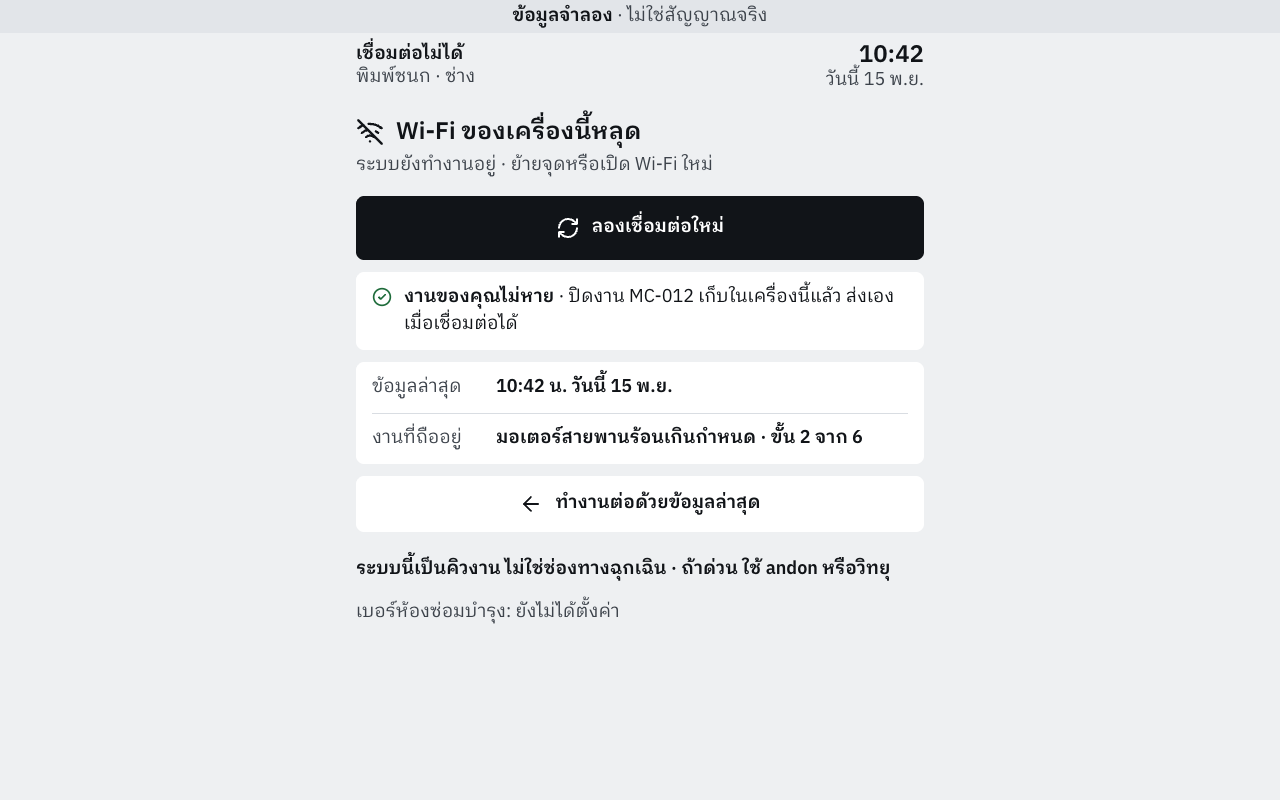 ข้อมูลจำลอง · ไม่ใช่สัญญาณจริง
เชื่อมต่อไม่ได้
10:42
พิมพ์ชนก · ช่าง
วันนี้ 15 พ.ย.
Wi-Fi ของเครื่องนี้หลุด
ระบบยังทำงานอยู่ · ย้ายจุดหรือเปิด Wi-Fi ใหม่
ลองเชื่อมต่อใหม่
งานของคุณไม่หาย · ปิดงาน MC-012 เก็บในเครื่องนี้แล้ว ส่งเอง
เมื่อเชื่อมต่อได้
ข้อมูลล่าสุด 10:42 น. วันนี้ 15 พ.ย.
งานที่ถืออยู่ มอเตอร์สายพานร้อนเกินกำหนด · ขั้น 2 จาก 6
ทำงานต่อด้วยข้อมูลล่าสุด
ระบบนี้เป็นคิวงาน ไม่ใช่ช่องทางฉุกเฉิน · ถ้าด่วน ใช้ andon หรือวิทยุ
เบอร์ห้องซ่อมบำรุง: ยังไม่ได้ตั้งค่า